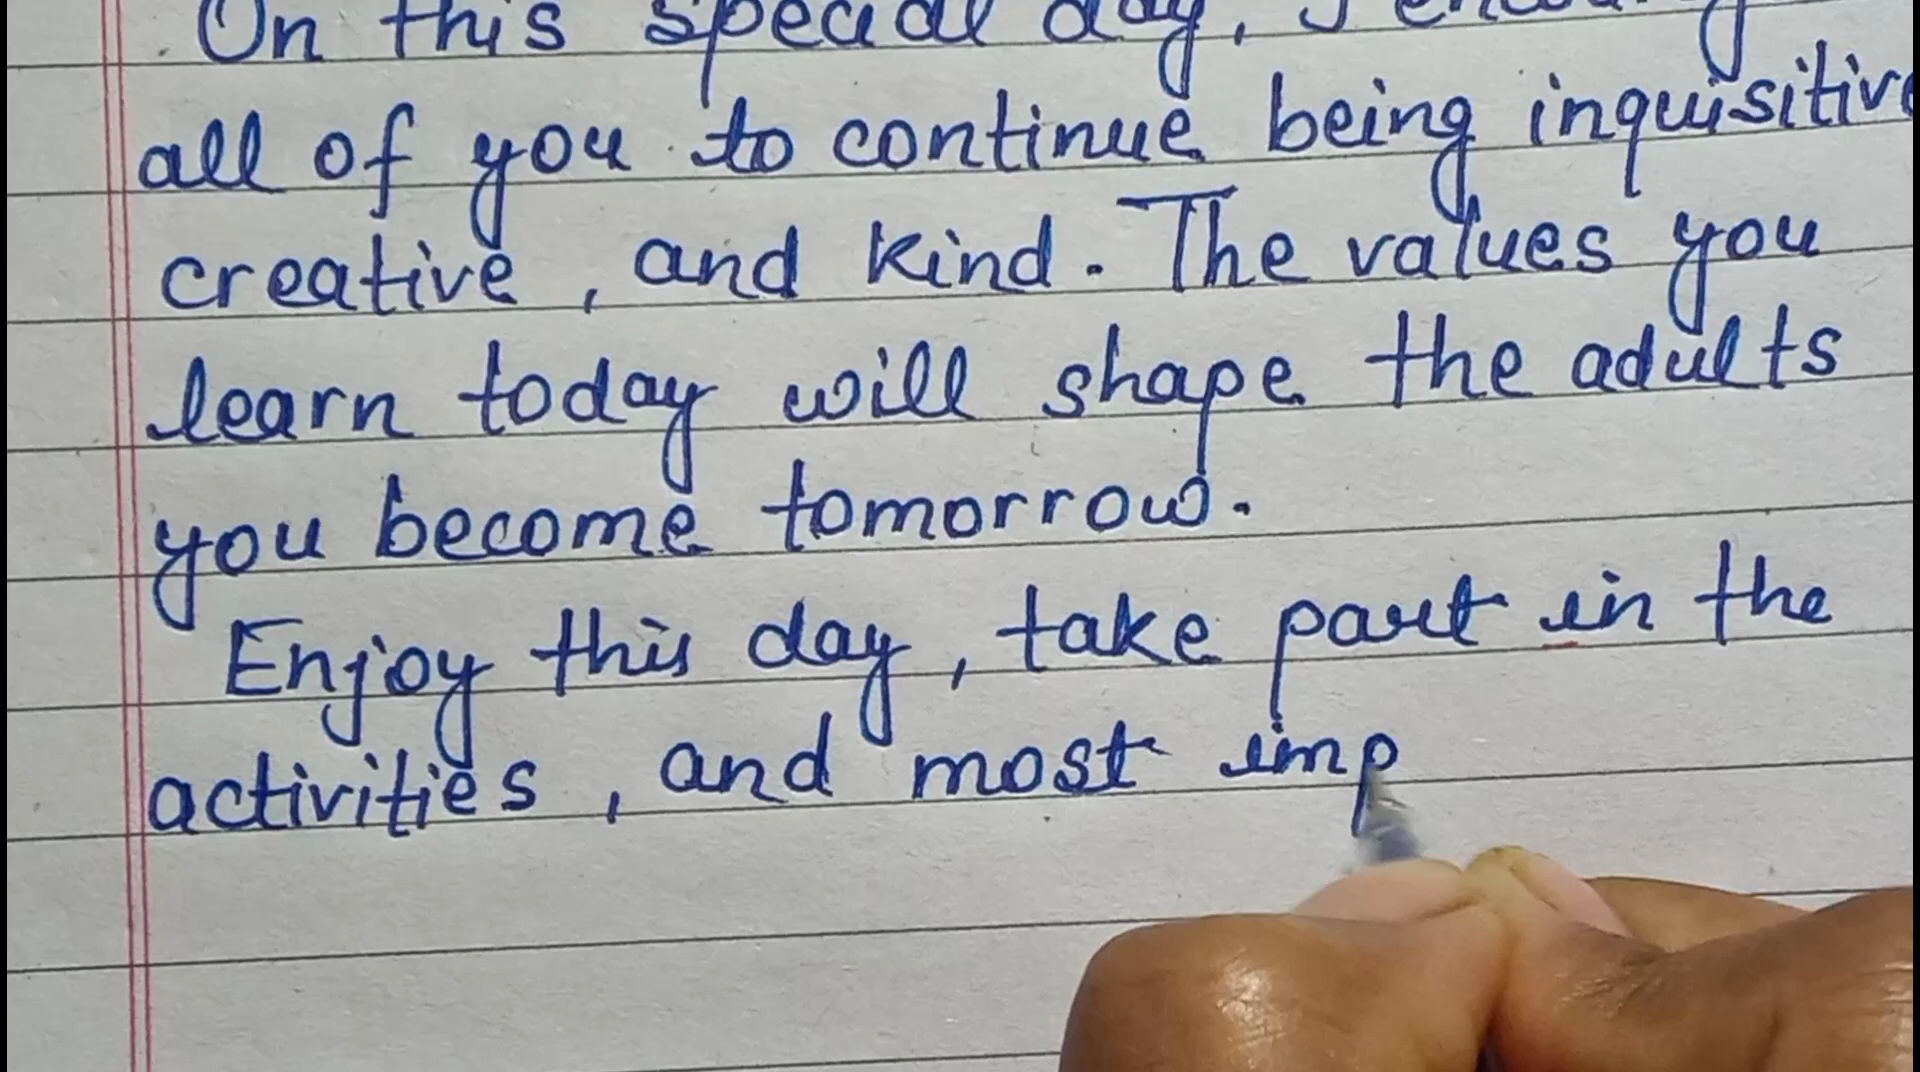 On this special day, I encourag
all of you to continue being inquisitive
creative, and kind. The values you
learn today will shape the adults
you become tomorrow.
Enjoy this day, take part in the
activities, and most imp